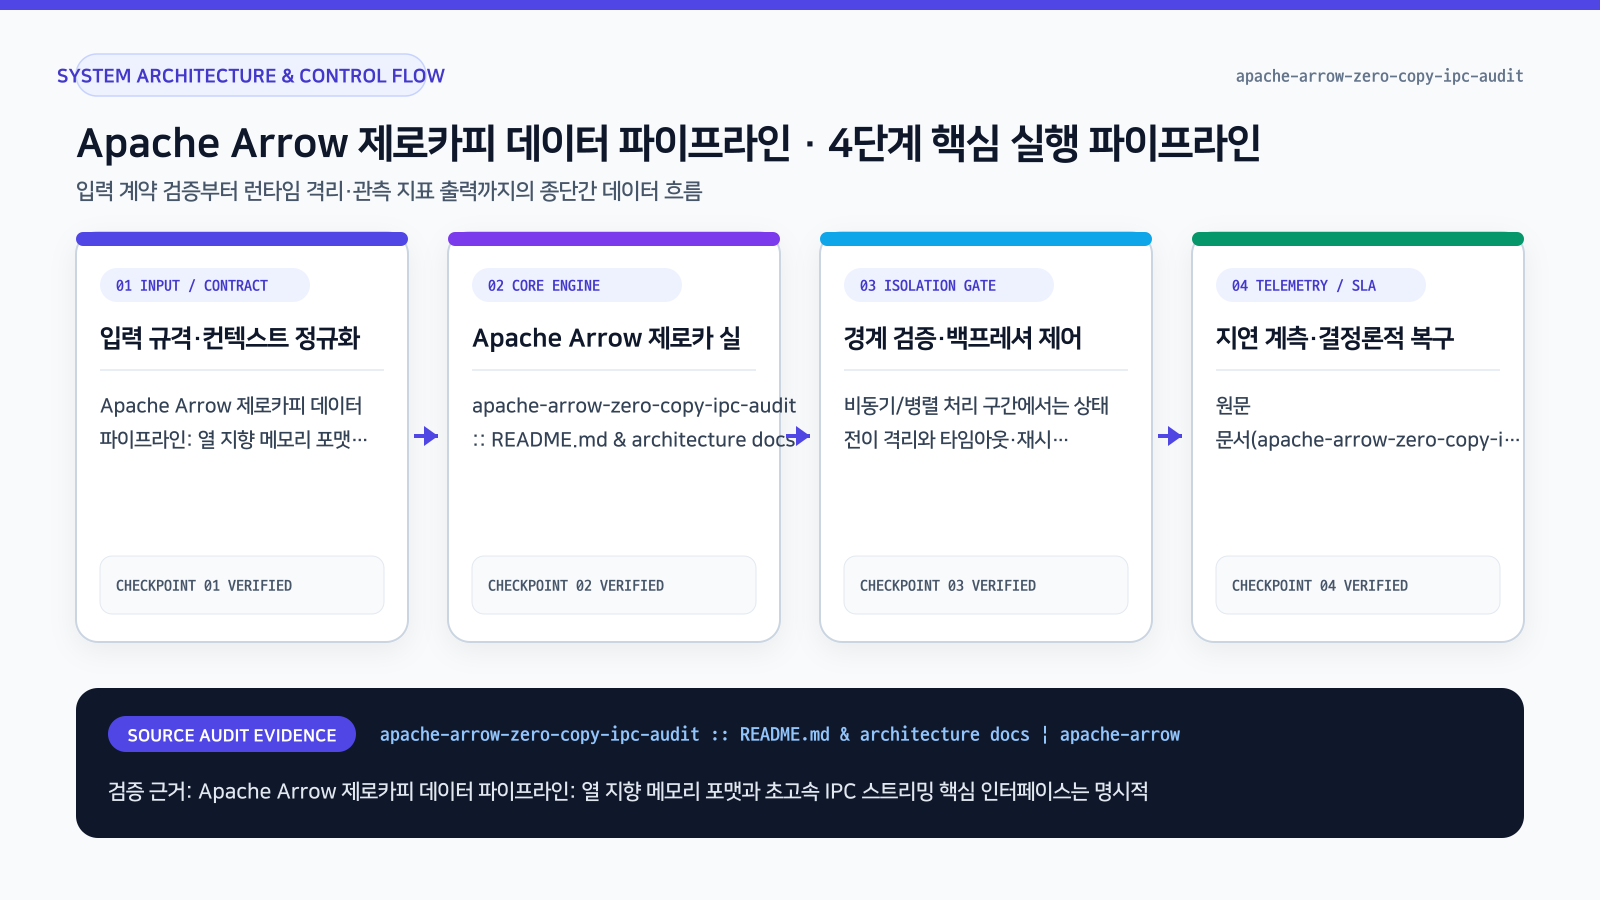 SYSTEM ARCHITECTURE & CONTROL FLOW
apache-arrow-zero-copy-ipc-audit
Apache Arrow 제로카피 데이터 파이프라인 · 4단계 핵심 실행 파이프라인
입력 계약 검증부터 런타임 격리·관측 지표 출력까지의 종단간 데이터 흐름
01 INPUT / CONTRACT
입력 규격·컨텍스트 정규화
Apache Arrow 제로카피 데이터
파이프라인: 열 지향 메모리 포맷…
CHECKPOINT 01 VERIFIED
02 CORE ENGINE
Apache Arrow 제로카 실
apache-arrow-zero-copy-ipc-audit
:: README.md & architecture docs
CHECKPOINT 02 VERIFIED
03 ISOLATION GATE
경계 검증·백프레셔 제어
비동기/병렬 처리 구간에서는 상태
전이 격리와 타임아웃·재시…
CHECKPOINT 03 VERIFIED
04 TELEMETRY / SLA
지연 계측·결정론적 복구
원문
문서(apache-arrow-zero-copy-i…
CHECKPOINT 04 VERIFIED
SOURCE AUDIT EVIDENCE
apache-arrow-zero-copy-ipc-audit :: README.md & architecture docs | apache-arrow
검증 근거: Apache Arrow 제로카피 데이터 파이프라인: 열 지향 메모리 포맷과 초고속 IPC 스트리밍 핵심 인터페이스는 명시적